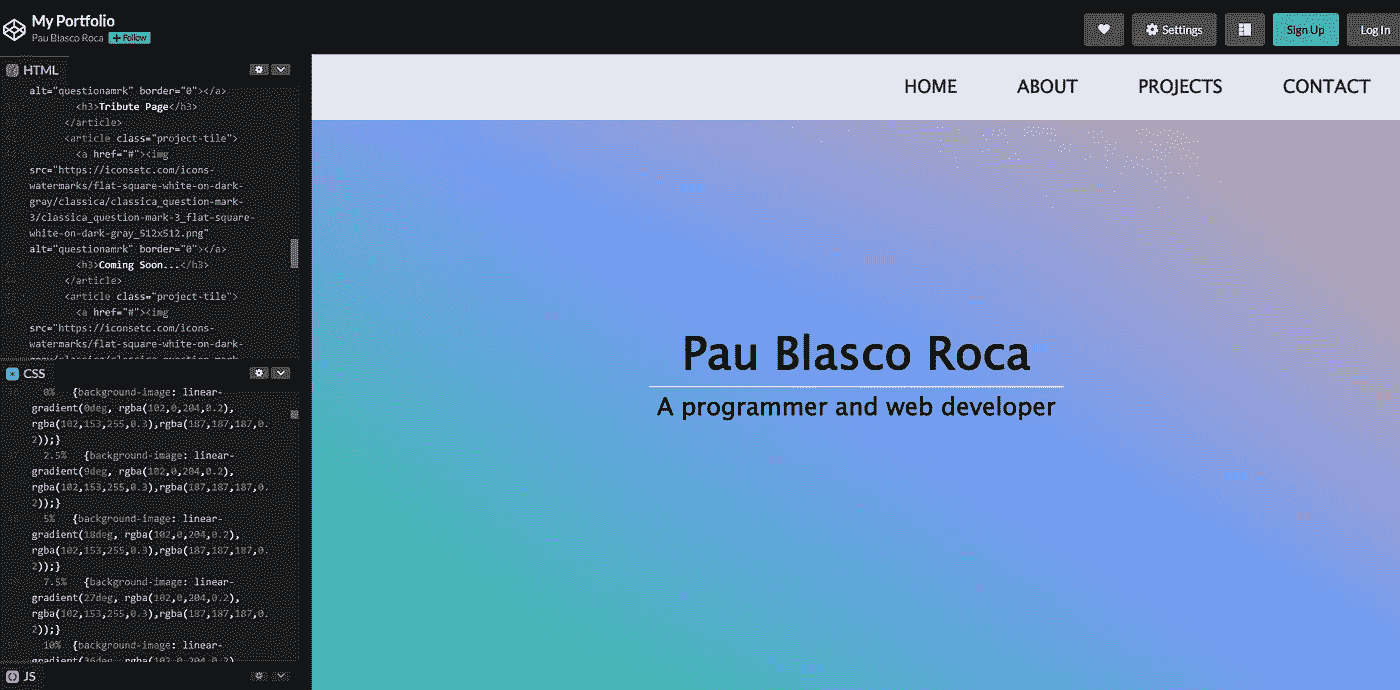 My Portfolio
Pau Blasco Roca + Follow
Settings
Sign Up
Log In
HTML
alt="questionamrk" border="0"></a>
<h3>Tribute Page</h3>
</article>
<article class="project-tile">
<a href="#"><img
src="https://iconsetc.com/icons-
watermarks/flat-square-white-on-dark-
gray/classica/classica_question-mark-
3/classica_question-mark-3_flat-square-
white-on-dark-gray_512x512.png"
alt="questionamrk" border="0"></a>
<h3>Coming Soon...</h3>
</article>
<article class="project-tile">
<a href="#"><img
src="https://iconsetc.com/icons-
watermarks/flat-square-white-on-dark-
CSS
0% {background-image: linear-
gradient(0deg, rgba(102,0,204,0.2),
rgba(102,153,255,0.3),rgba(187,187,187,0.
2));}
2.5% {background-image: linear-
gradient(9deg, rgba(102,0,204,0.2),
rgba(102,153,255,0.3),rgba(187,187,187,0.
2));}
5% {background-image: linear-
gradient(18deg, rgba(102,0,204,0.2),
rgba(102,153,255,0.3),rgba(187,187,187,0.
2));}
7.5% {background-image: linear-
gradient(27deg, rgba(102,0,204,0.2),
rgba(102,153,255,0.3),rgba(187,187,187,0.
2));}
10% {background-image: linear-
gradient(36deg, rgba(102,0,204,0.2),
JS
HOME
ABOUT
PROJECTS
CONTACT
Pau Blasco Roca
A programmer and web developer